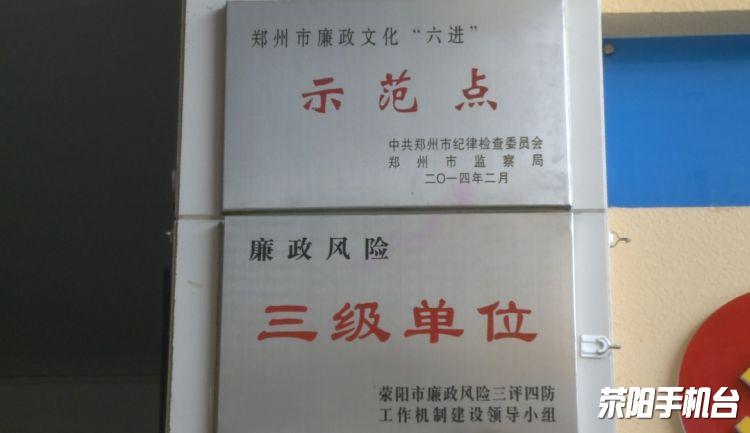 郑州市廉政文化“六进”
示范点
中共郑州市纪律检查委员会
郑州市监察局
二〇一四年二月
廉政风险
三级单位
荥阳市廉政风险三评四防
工作机制建设领导小组
荥阳手机台